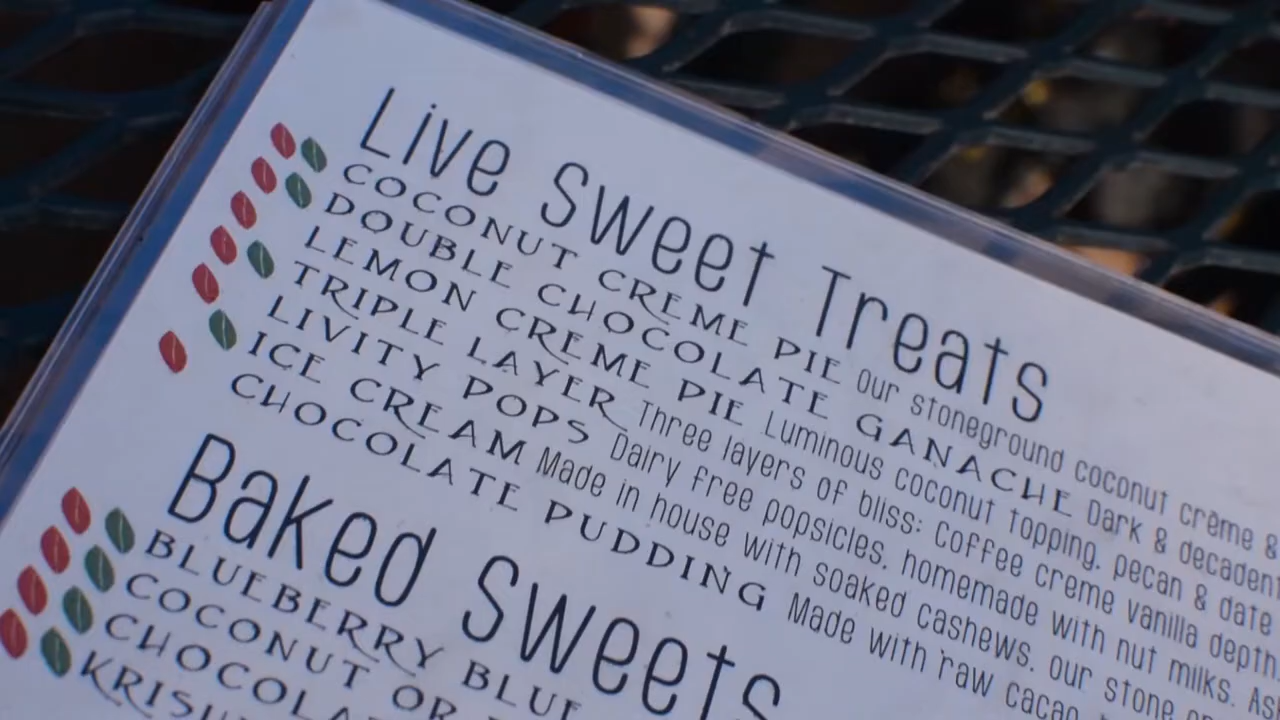 Live Sweet Treats
COCONUT CREME PIE our stoneground coconut crème &
DOUBLE CHOCOLATE GANACHE Dark & decadent
LEMON CREME PIE Luminous coconut topping, pecan & date
TRIPLE LAYER Three layers of bliss: Coffee creme vanilla depth,
LIVITY POPS Dairy free popsicles, homemade with nut milks.
ICE CREAM Made in house with soaked cashews, our stone
CHOCOLATE PUDDING Made with raw cacao,
Baked Sweets
BLUEBERRY
COCONUT OR